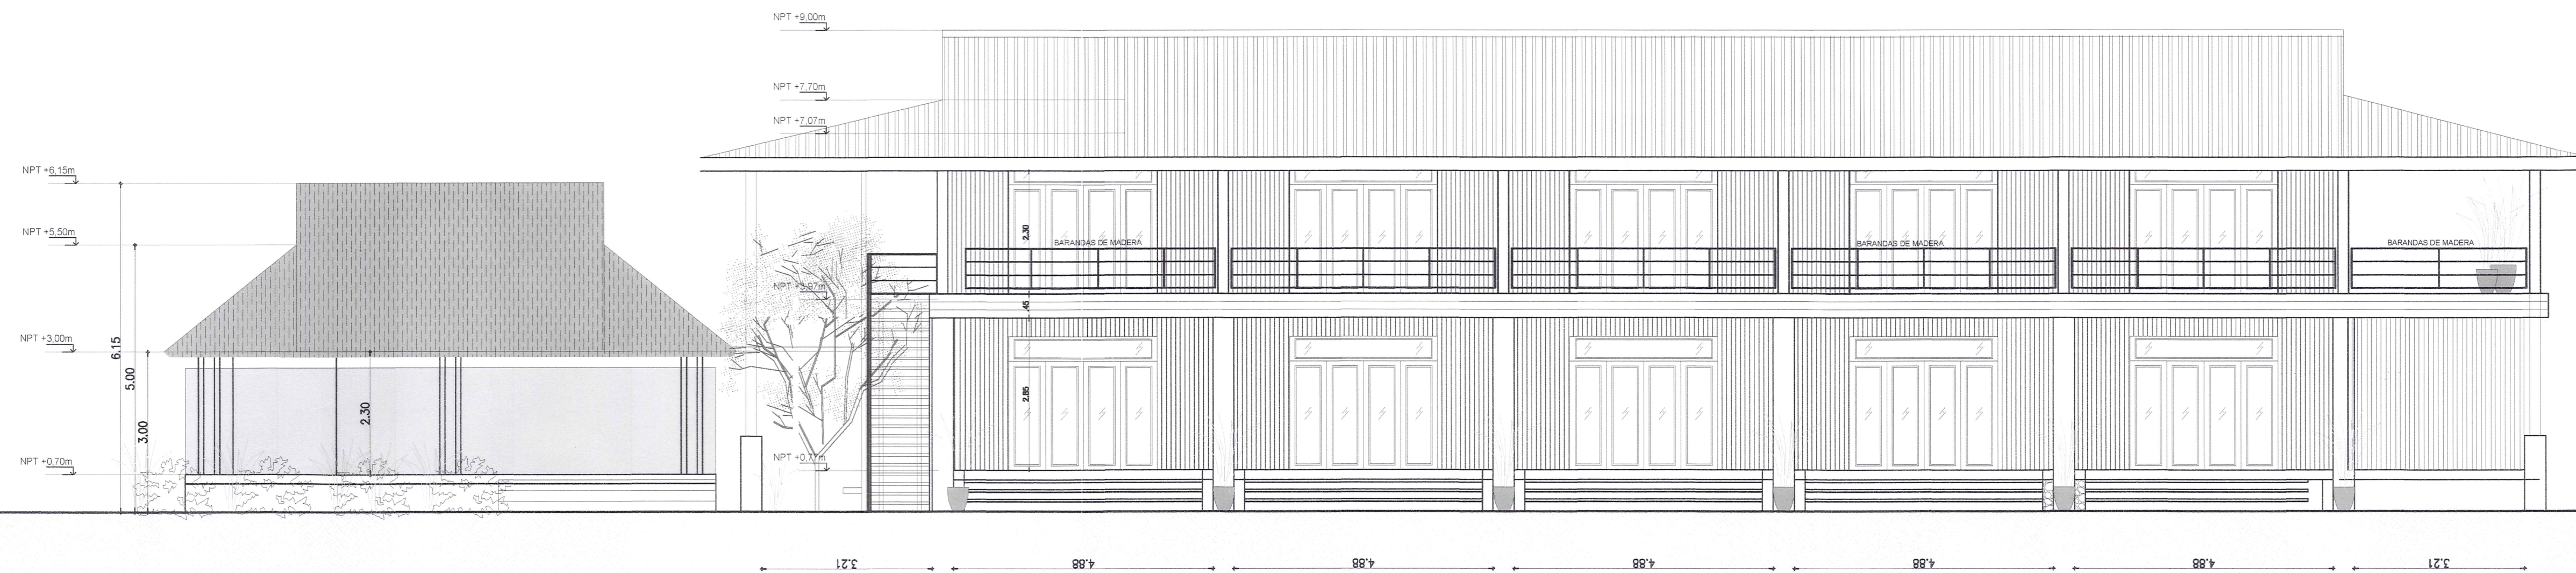 NPT +9,00m
NPT +7,70m
NPT +7,07m
NPT +6,15m
NPT +5,50m
NPT +3,00m
NPT +0,70m
6.15
5.00
3.00
2.30
NPT +3,97m
NPT +0,77m
2.30
.45
2.85
BARANDAS DE MADERA
BARANDAS DE MADERA
BARANDAS DE MADERA
3.21
4.88
4.88
4.88
4.88
4.88
3.21